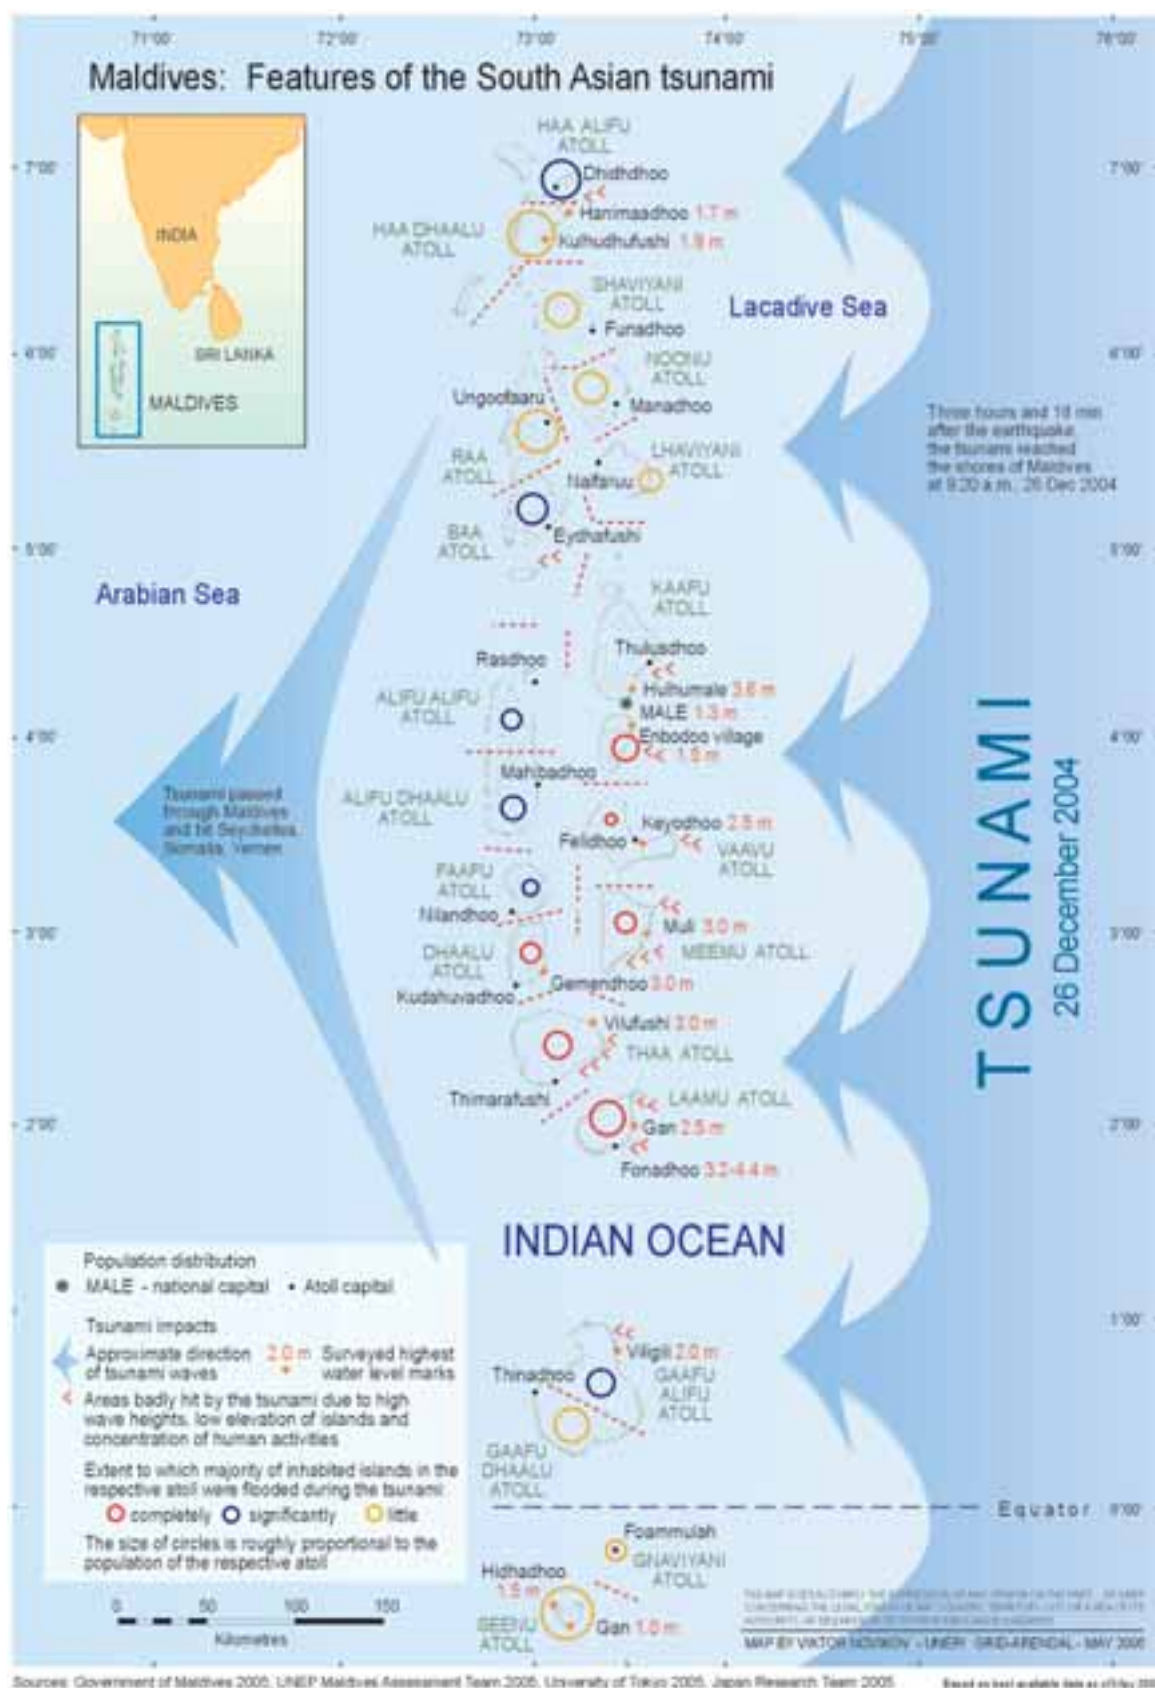 71°00'
72°00'
73°00'
74°00'
75°00'
76°00'
Maldives: Features of the South Asian tsunami
INDIA
SRI LANKA
MALDIVES
7°00'
7°00'
HAA ALIFU
ATOLL
Dhidhdhoo
Hanimaadhoo 1.7 m
HAA DHAALU
ATOLL
Kulhudhufushi 1.9 m
SHAVIYANI
ATOLL
Lacadive Sea
Funadhoo
6°00'
6°00'
NOONU
ATOLL
Ungoofaaru
Manadhoo
Three hours and 18 min
after the earthquake
the tsunami reached
the shores of Maldives
at 9:20 a.m., 26 Dec 2004
RAA
ATOLL
LHAVIYANI
ATOLL
Naifaruu
BAA
ATOLL
Eydhafushi
5°00'
5°00'
Arabian Sea
KAAFU
ATOLL
Rasdhoo
Thulusdhoo
Hulhumale 3.6 m
MALE 1.3 m
ALIFU ALIFU
ATOLL
4°00'
4°00'
Enbodoo village
1.5 m
Mahibadhoo
ALIFU DHAALU
ATOLL
Tsunami passed
through Maldives
and hit Seychelles,
Somalia, Yemen
Keyodhoo 2.5 m
Felidhoo
VAAVU
ATOLL
FAAFU
ATOLL
Nilandhoo
3°00'
3°00'
Muli 3.0 m
MEEMU ATOLL
DHAALU
ATOLL
Gemendhoo 3.0 m
Kudahuvadhoo
Vilufushi
THAA ATOLL
Thimarafushi
LAAMU ATOLL
2°00'
2°00'
Gan 2.5 m
Fonadhoo 3.2-4.4 m
TSUNAMI
26 December 2004
INDIAN OCEAN
1°00'
Viligili 2.0 m
Thinadhoo
GAAFU
ALIFU
ATOLL
GAAFU
DHAALU
ATOLL
Equator
0°00'
Foammulah
GNAVIYANI
ATOLL
Hidhadhoo
1.5 m
SEENU
ATOLL
Gan 1.0 m
Population distribution
MALE - national capital
Atoll capital
Tsunami impacts
Approximate direction
of tsunami waves
2.0 m Surveyed highest
water level marks
Areas badly hit by the tsunami due to high
wave heights, low elevation of islands and
concentration of human activities
Extent to which majority of inhabited islands in the
respective atoll were flooded during the tsunami:
completely significantly little
The size of circles is roughly proportional to the
population of the respective atoll
0 50 100 150
Kilometres
MAP BY VIKTOR NOVIKOV - UNEP/ GRID-ARENDAL - MAY 2005
Sources: Government of Maldives 2005, UNEP Maldives Assessment Team 2005, University of Tokyo 2005, Japan Research Team 2005